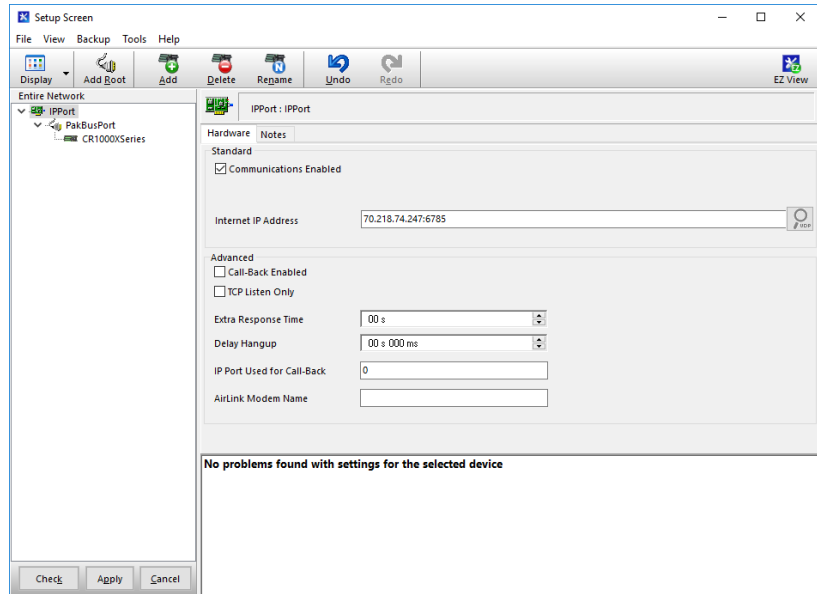 Setup Screen
File View Backup Tools Help
Display Add Root Add Delete Rename Undo Redo EZ View
Entire Network
IPPort
PakBusPort
CR1000XSeries
IPPort : IPPort
Hardware Notes
Standard
Communications Enabled
Internet IP Address 70.218.74.247:6785
UDP
Advanced
Call-Back Enabled
TCP Listen Only
Extra Response Time 00 s
Delay Hangup 00 s 000 ms
IP Port Used for Call-Back 0
AirLink Modem Name
No problems found with settings for the selected device
Check Apply Cancel